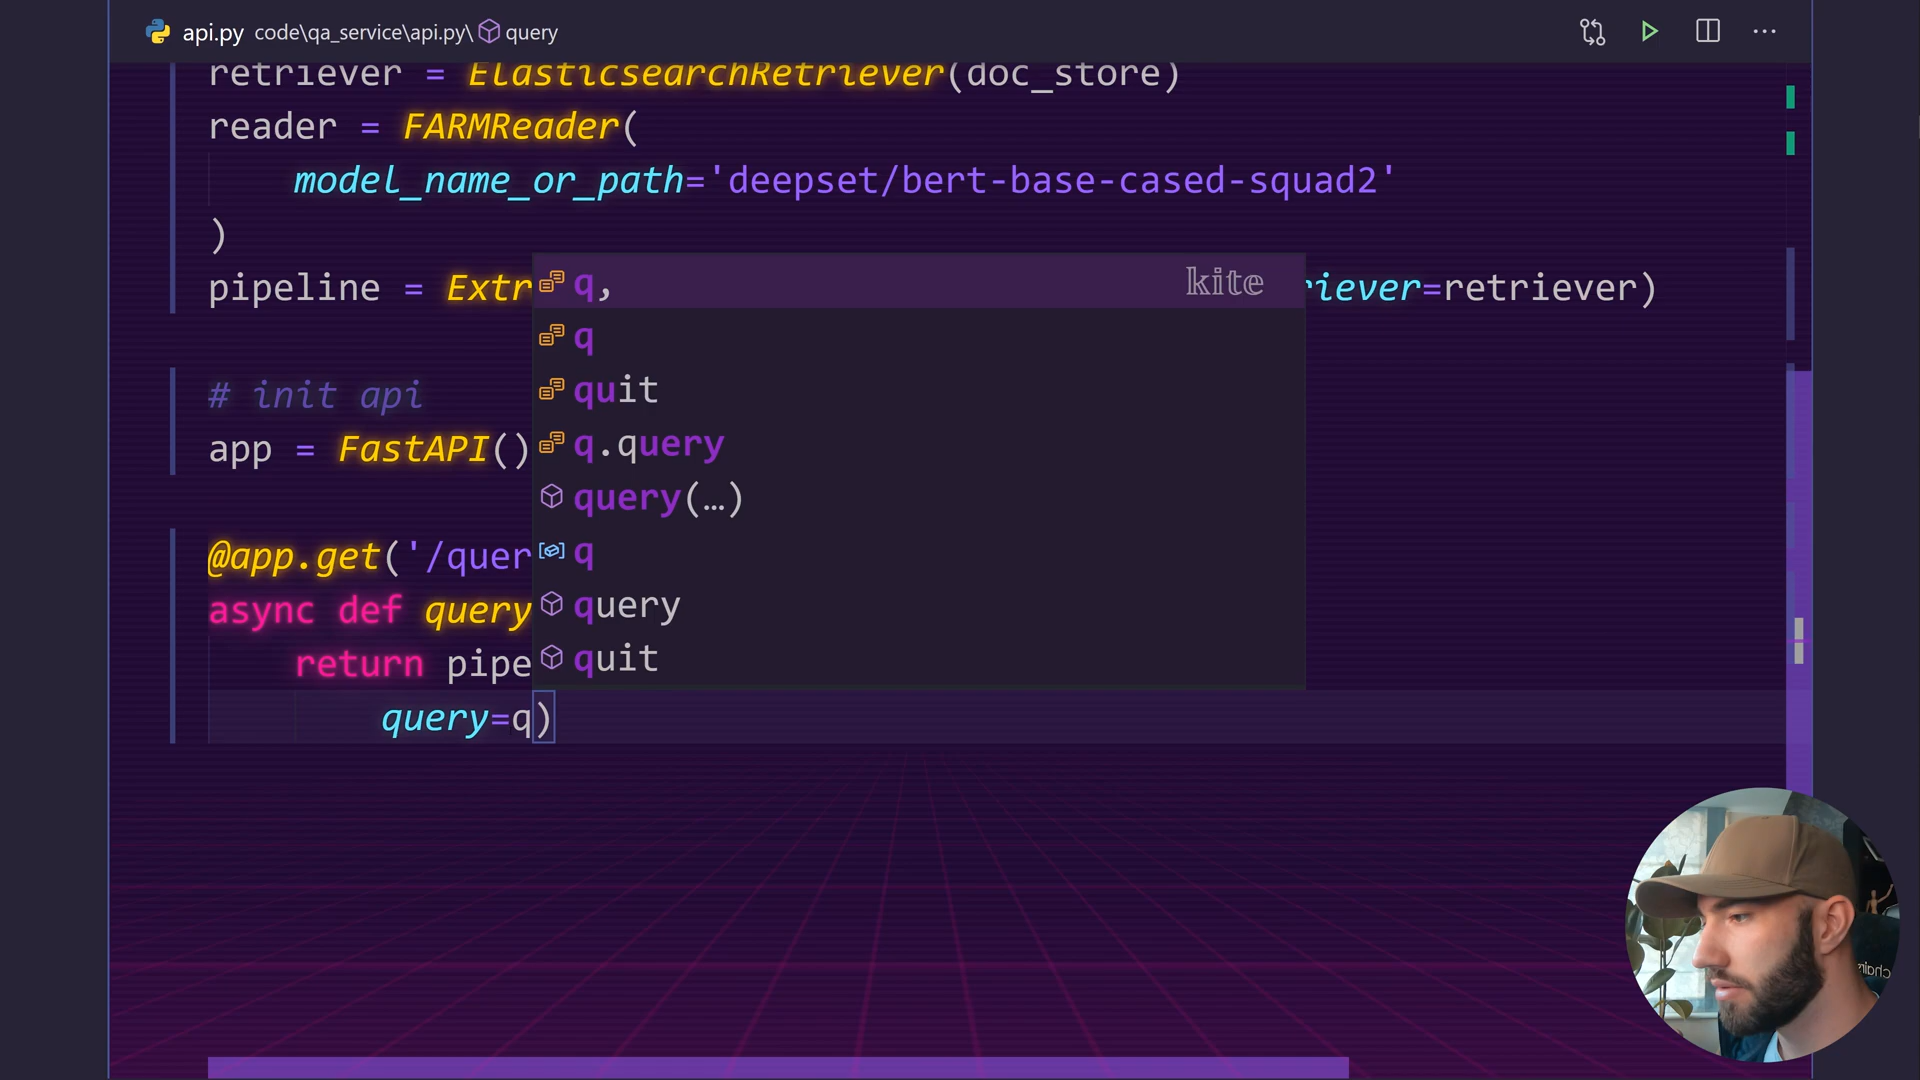 api.py code\qa_service\api.py\ query
retriever = ElasticsearchRetriever(doc_store)
reader = FARMReader(
model_name_or_path='deepset/bert-base-cased-squad2'
)
pipeline = Extr riever=retriever)
q, kite
q
quit
q.query
query(…)
q
query
quit
# init api
app = FastAPI()
@app.get('/quer
async def query
return pipe
query=q)
chairs